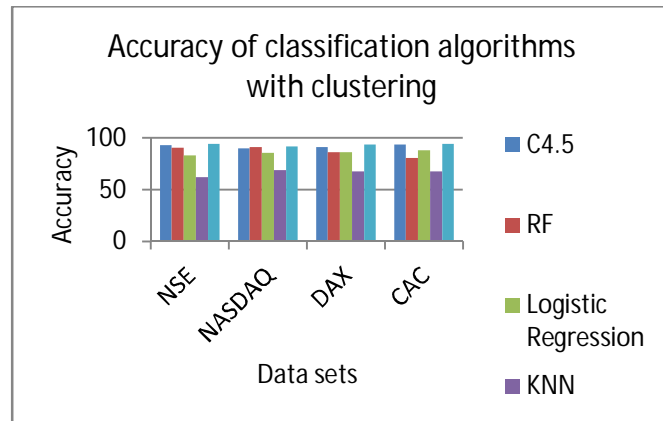 Accuracy of classification algorithms
with clustering
100
50
0
Accuracy
NSE
NASDAQ
DAX
CAC
Data sets
C4.5
RF
Logistic
Regression
KNN